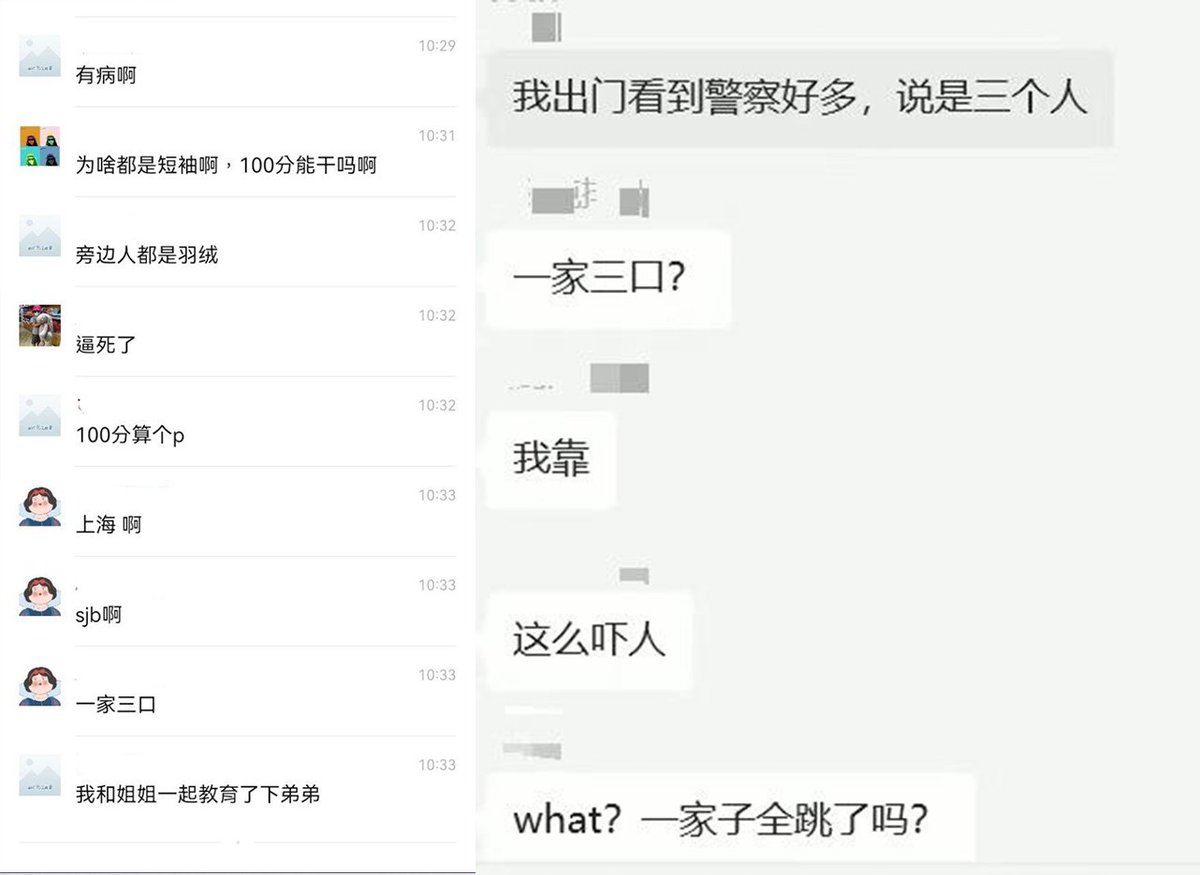 10:29
有病啊
10:31
为啥都是短袖啊，100分能干吗啊
10:32
旁边人都是羽绒
10:32
逼死了
10:32
100分算个p
10:33
上海 啊
10:33
sjb啊
10:33
一家三口
10:33
我和姐姐一起教育了下弟弟
我出门看到警察好多，说是三个人
一家三口?
我靠
这么吓人
what? 一家子全跳了吗?